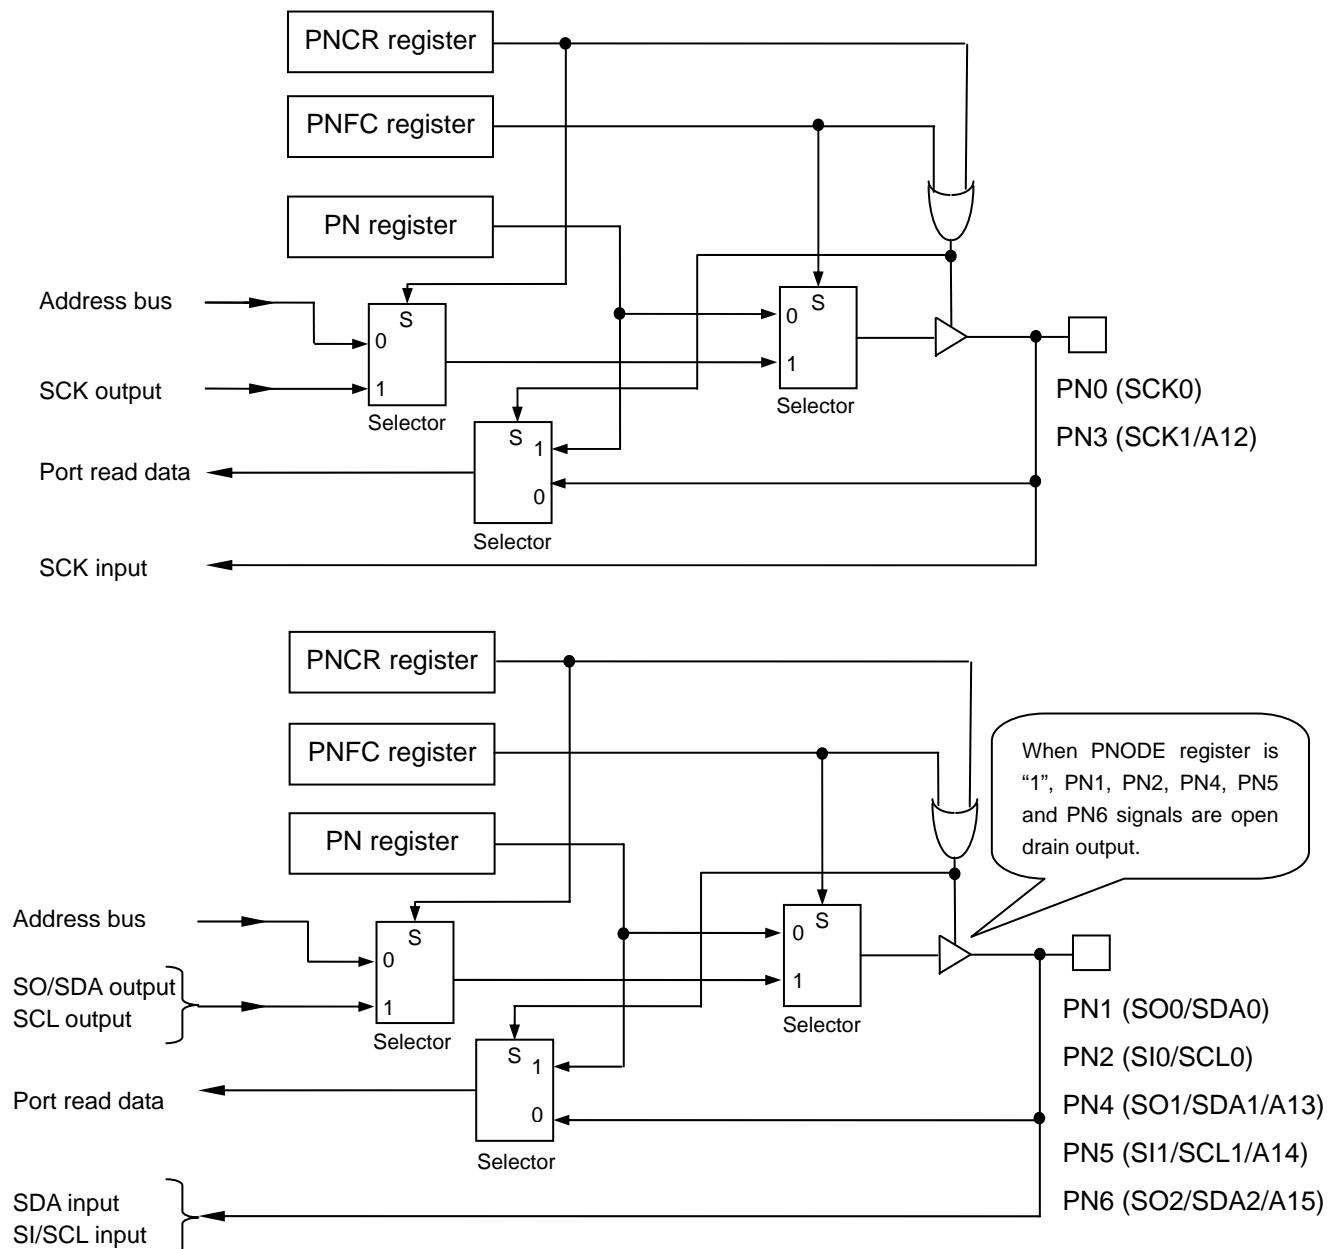 PNCR register
PNFC register
PN register
Address bus
S
0
1
Selector
SCK output
S
0
1
Selector
S
1
0
Selector
Port read data
SCK input
PN0 (SCK0)
PN3 (SCK1/A12)
PNCR register
PNFC register
PN register
When PNODE register is
“1”, PN1, PN2, PN4, PN5
and PN6 signals are open
drain output.
Address bus
S
0
1
Selector
SO/SDA output
SCL output
S
0
1
Selector
S
1
0
Selector
Port read data
SDA input
SI/SCL input
PN1 (SO0/SDA0)
PN2 (SI0/SCL0)
PN4 (SO1/SDA1/A13)
PN5 (SI1/SCL1/A14)
PN6 (SO2/SDA2/A15)